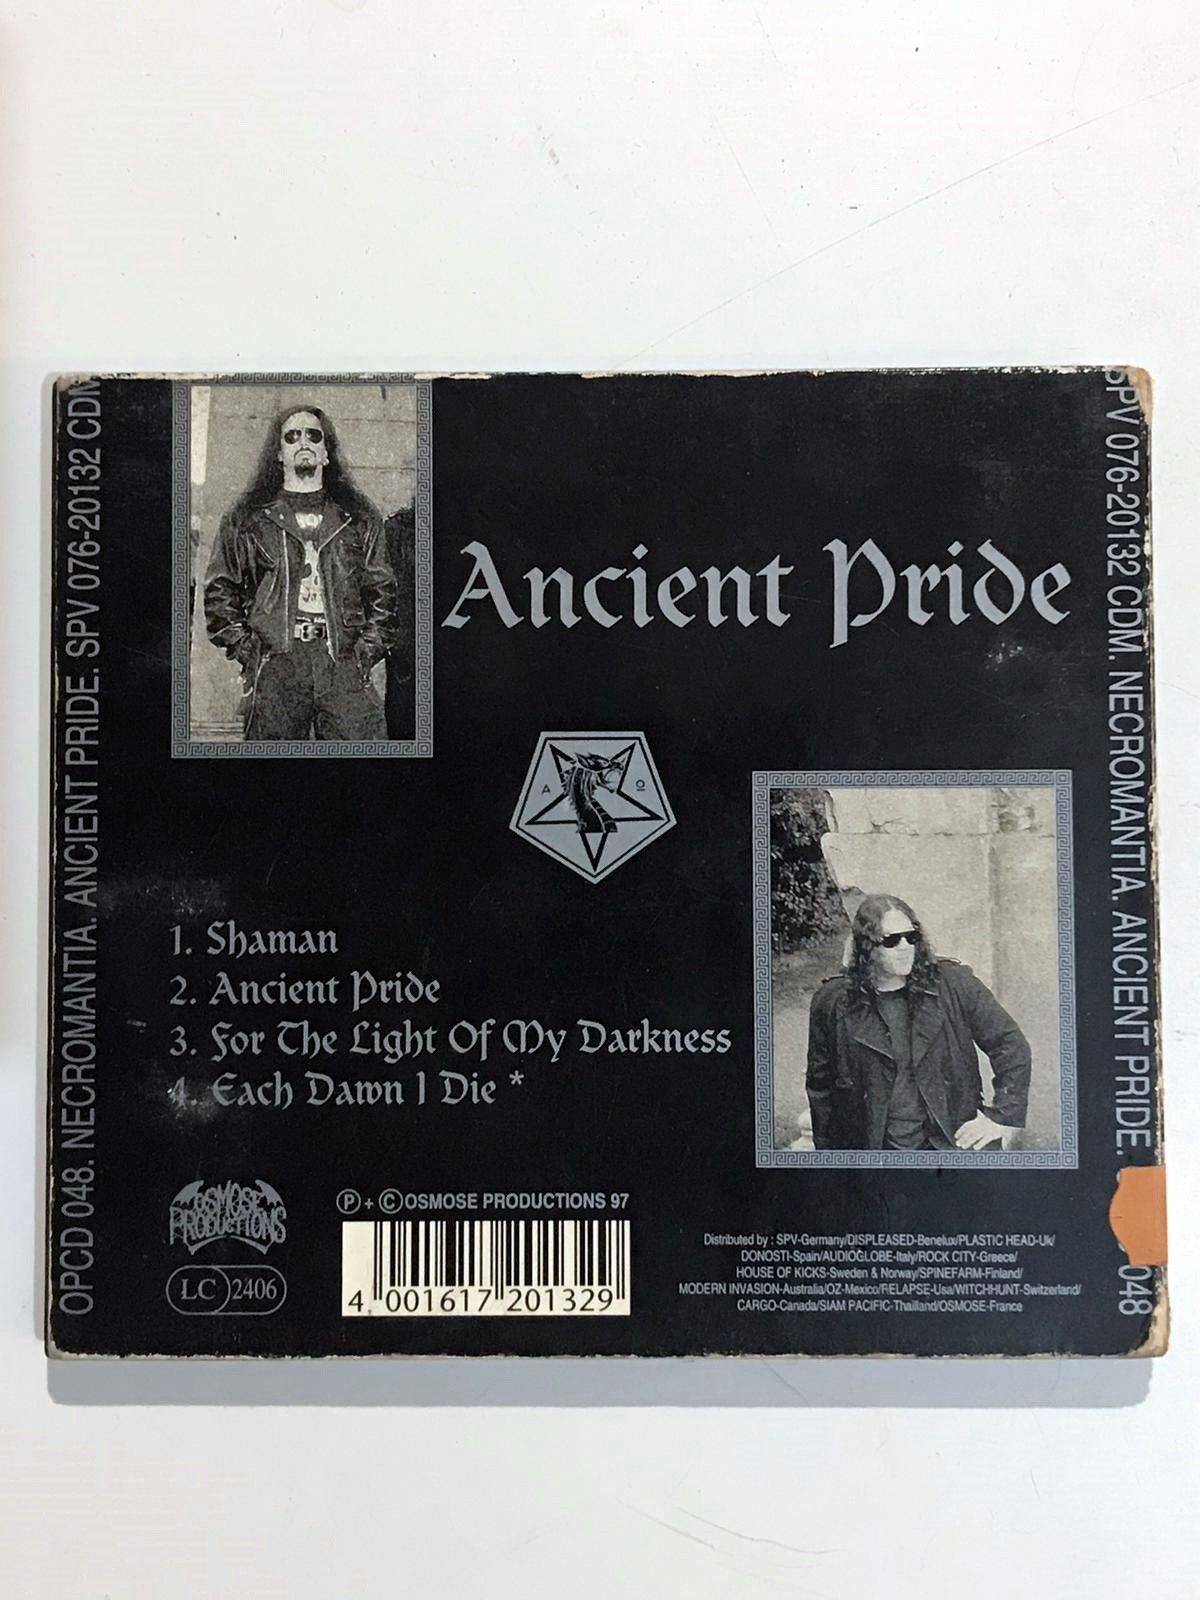 OPCD 048. NECROMANTIA. ANCIENT PRIDE. SPV 076-20132 CDM
Ancient Pride
A
O
1. Shaman
2. Ancient Pride
3. For The Light Of My Darkness
4. Each Dawn I Die *
OSMOSE
PRODUCTIONS
LC 2406
Ⓟ + © OSMOSE PRODUCTIONS 97
4 001617 201329
Distributed by : SPV-Germany/DISPLEASED-Benelux/PLASTIC HEAD-Uk/
DONOSTI-Spain/AUDIOGLOBE-Italy/ROCK CITY-Greece/
HOUSE OF KICKS-Sweden & Norway/SPINEFARM-Finland/
MODERN INVASION-Australia/OZ-Mexico/RELAPSE-Usa/WITCHHUNT-Switzerland/
CARGO-Canada/SIAM PACIFIC-Thailand/OSMOSE-France
SPV 076-20132 CDM. NECROMANTIA. ANCIENT PRIDE. 048